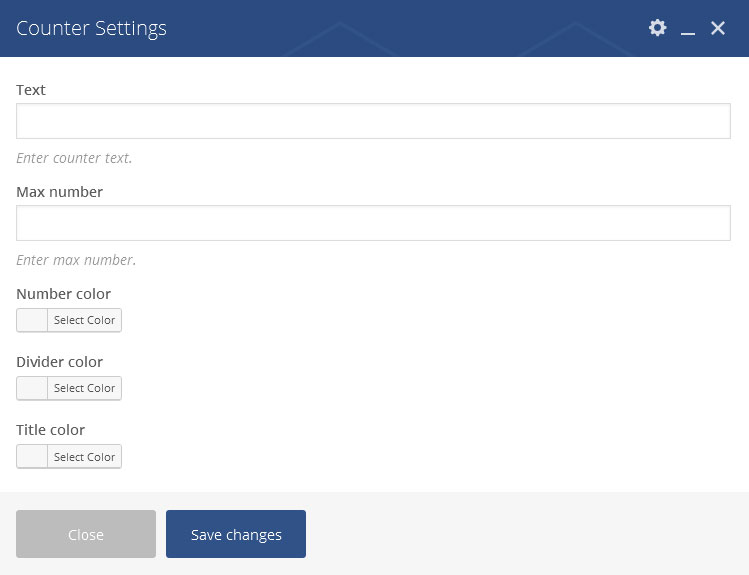 Counter Settings
Text
Enter counter text.
Max number
Enter max number.
Number color
Select Color
Divider color
Select Color
Title color
Select Color
Close Save changes